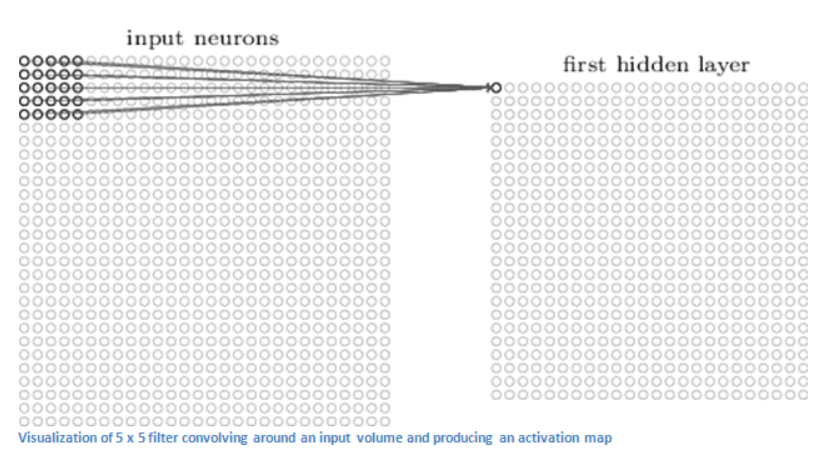 input neurons
first hidden layer
Visualization of 5 x 5 filter convolving around an input volume and producing an activation map